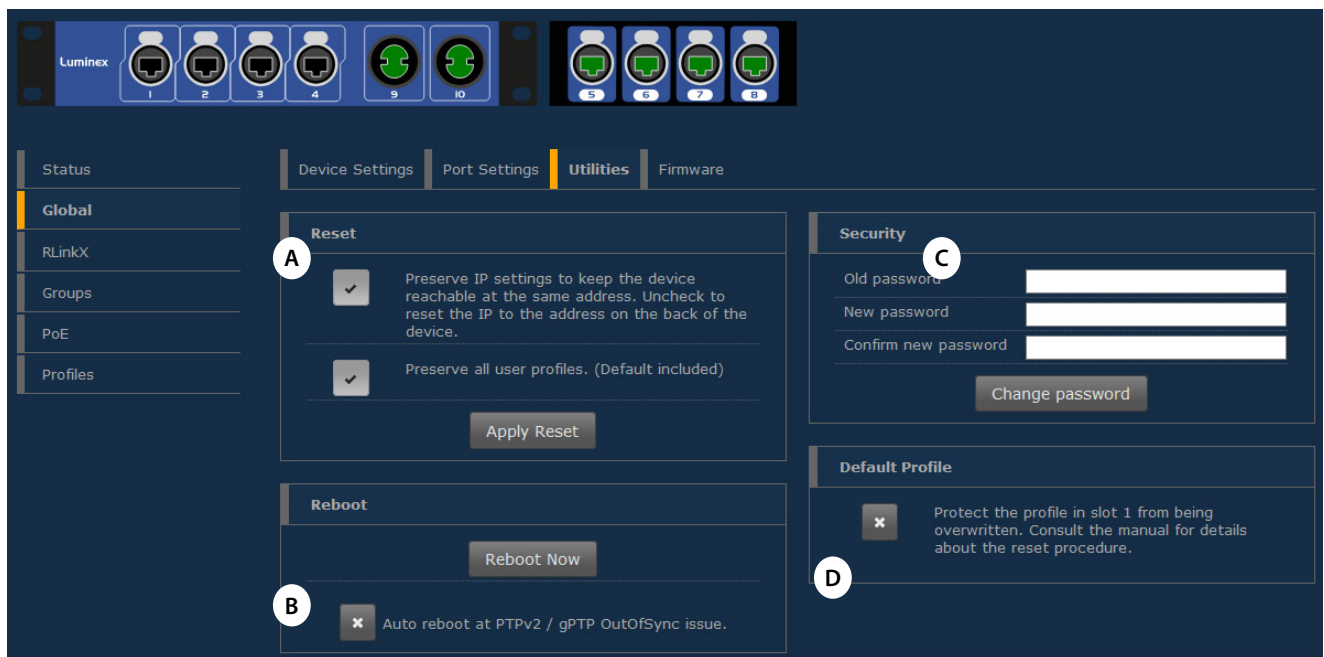 Luminex
1 2 3 4 9 10 5 6 7 8
Status
Global
RLinkX
Groups
PoE
Profiles
Device Settings Port Settings Utilities Firmware
Reset
A
Preserve IP settings to keep the device
reachable at the same address. Uncheck to
reset the IP to the address on the back of the
device.
Preserve all user profiles. (Default included)
Apply Reset
Reboot
Reboot Now
B
Auto reboot at PTPv2 / gPTP OutOfSync issue.
Security
C
Old password
New password
Confirm new password
Change password
Default Profile
Protect the profile in slot 1 from being
overwritten. Consult the manual for details
about the reset procedure.
D